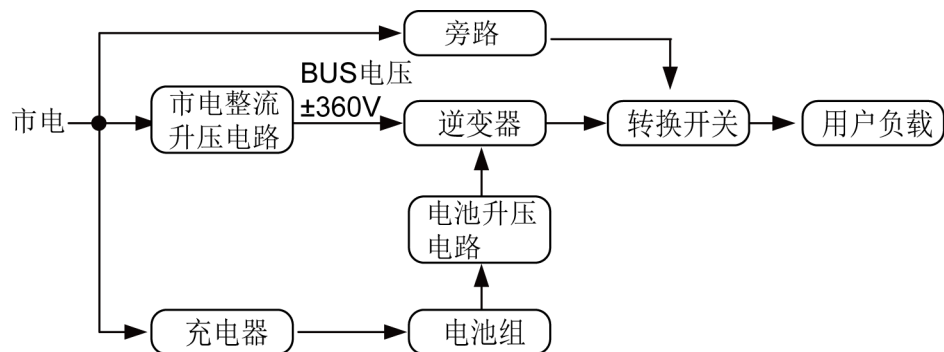 旁路
BUS电压
±360V
市电
市电整流
升压电路
逆变器
转换开关
用户负载
电池升压
电路
充电器
电池组